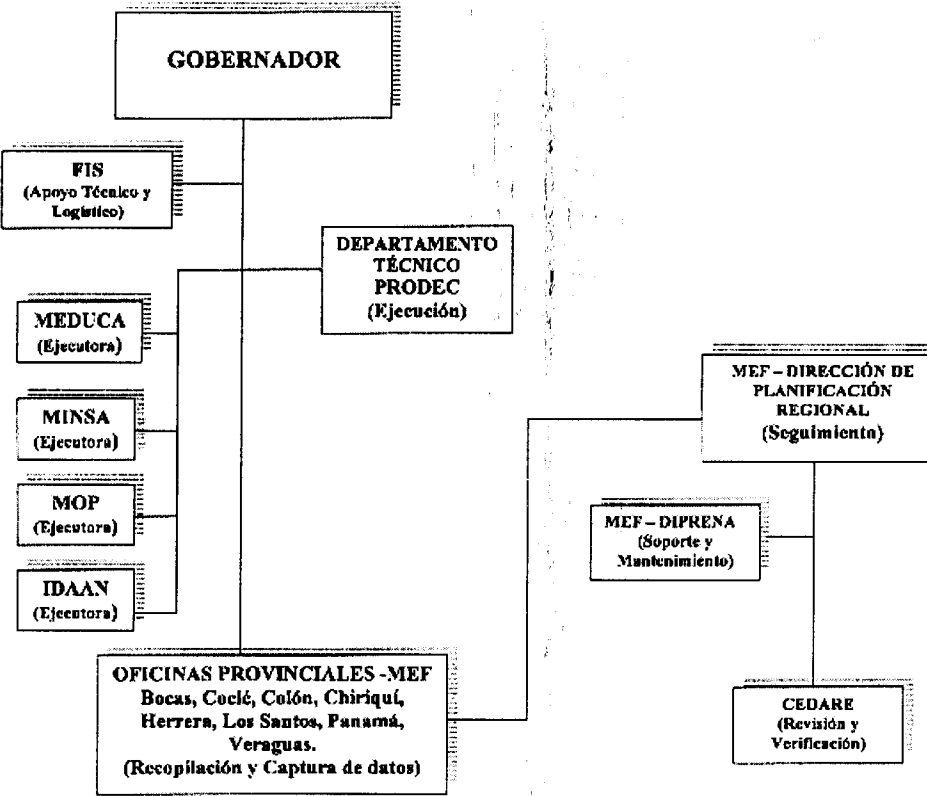 GOBERNADOR
FIS
(Apoyo Técnico y
Logístico)
DEPARTAMENTO
TÉCNICO
PRODEC
(Ejecución)
MEDUCA
(Ejecutora)
MINSA
(Ejecutora)
MOP
(Ejecutora)
IDAAN
(Ejecutora)
MEF – DIRECCIÓN DE
PLANIFICACIÓN
REGIONAL
(Seguimiento)
MEF – DIPRENA
(Soporte y
Mantenimiento)
OFICINAS PROVINCIALES -MEF
Bocas, Coclé, Colón, Chiriquí,
Herrera, Los Santos, Panamá,
Veraguas.
(Recopilación y Captura de datos)
CEDARE
(Revisión y
Verificación)